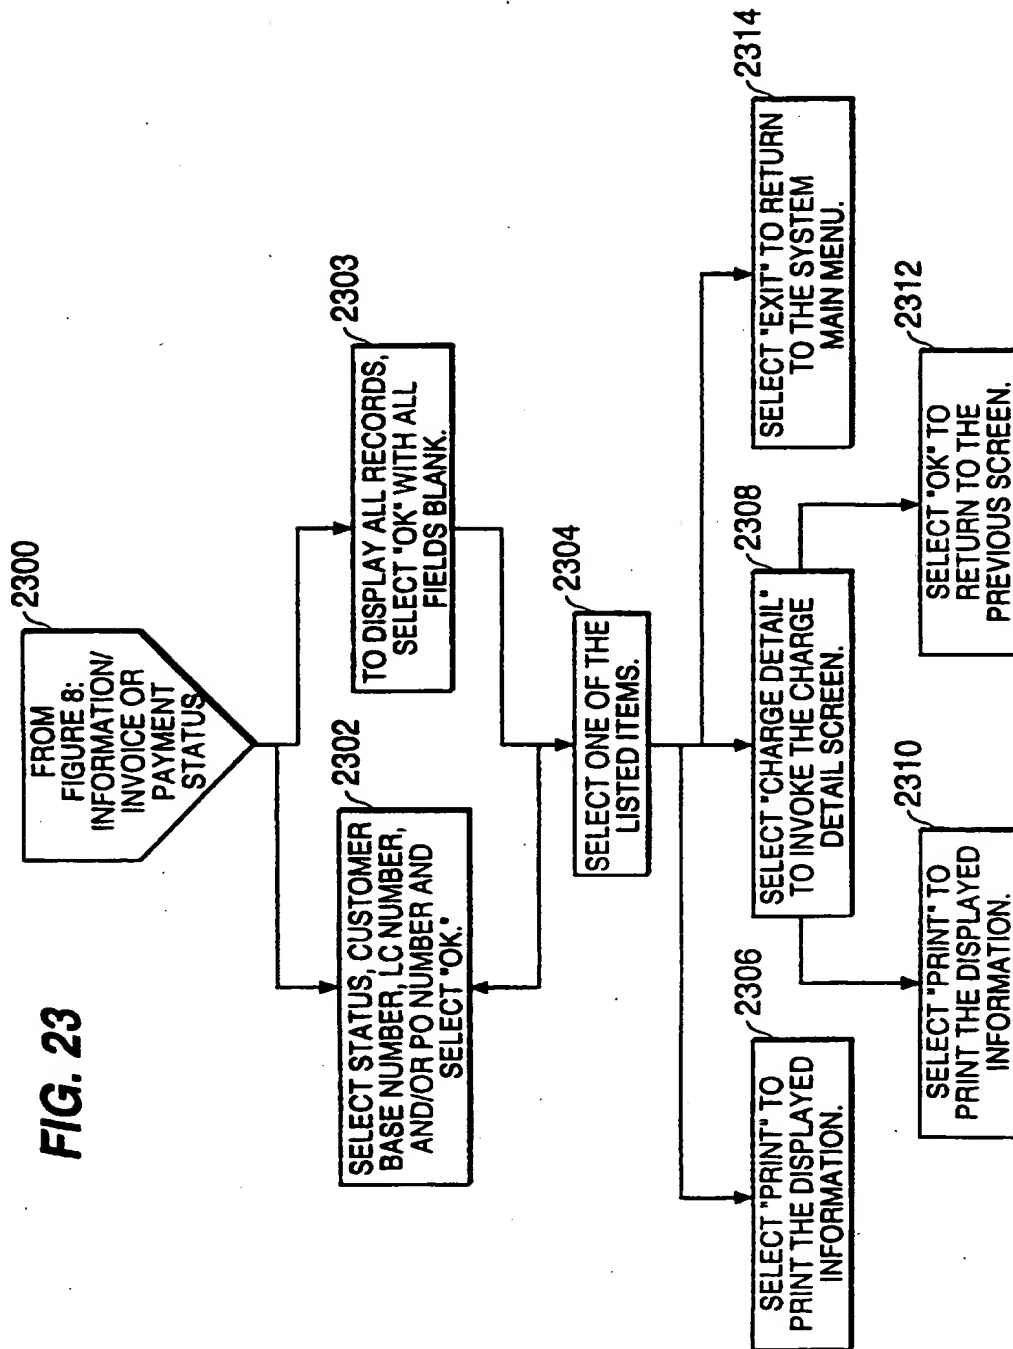 FIG. 23
2300
FROM
FIGURE 8:
INFORMATION/
INVOICE OR
PAYMENT
STATUS
2302
SELECT STATUS, CUSTOMER
BASE NUMBER, LC NUMBER,
AND/OR PO NUMBER AND
SELECT "OK."
2303
TO DISPLAY ALL RECORDS,
SELECT "OK" WITH ALL
FIELDS BLANK.
2304
SELECT ONE OF THE
LISTED ITEMS.
2306
SELECT "PRINT" TO
PRINT THE DISPLAYED
INFORMATION.
2308
SELECT "CHARGE DETAIL"
TO INVOKE THE CHARGE
DETAIL SCREEN.
2314
SELECT "EXIT" TO RETURN
TO THE SYSTEM
MAIN MENU.
2310
SELECT "PRINT" TO
PRINT THE DISPLAYED
INFORMATION.
2312
SELECT "OK" TO
RETURN TO THE
PREVIOUS SCREEN.